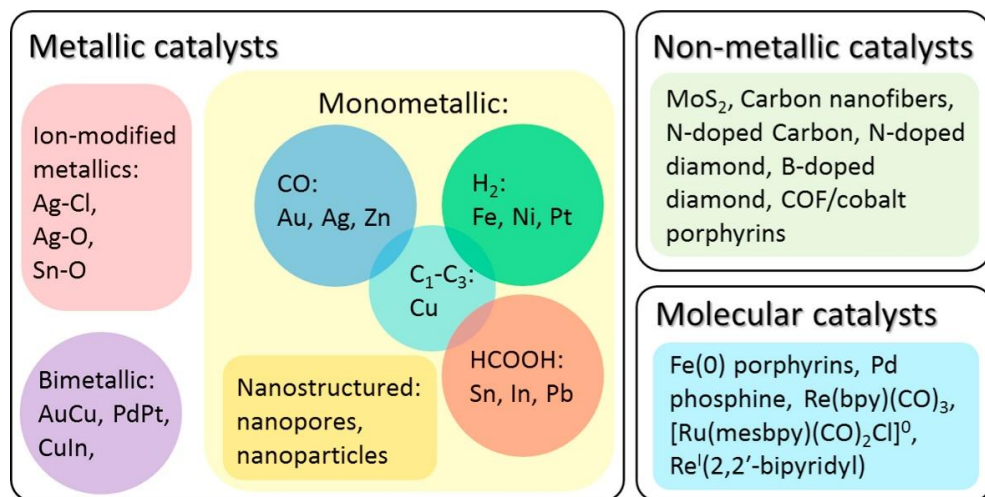 Metallic catalysts
Ion-modified
metallics:
Ag-Cl,
Ag-O,
Sn-O
Bimetallic:
AuCu, PdPt,
CuIn,
Monometallic:
CO:
Au, Ag, Zn
H₂:
Fe, Ni, Pt
C₁-C₃:
Cu
HCOOH:
Sn, In, Pb
Nanostructured:
nanopores,
nanoparticles
Non-metallic catalysts
MoS₂, Carbon nanofibers,
N-doped Carbon, N-doped
diamond, B-doped
diamond, COF/cobalt
porphyrins
Molecular catalysts
Fe(0) porphyrins, Pd
phosphine, Re(bpy)(CO)₃,
[Ru(mesbpy)(CO)₂Cl]⁰,
Reᴵ(2,2′-bipyridyl)